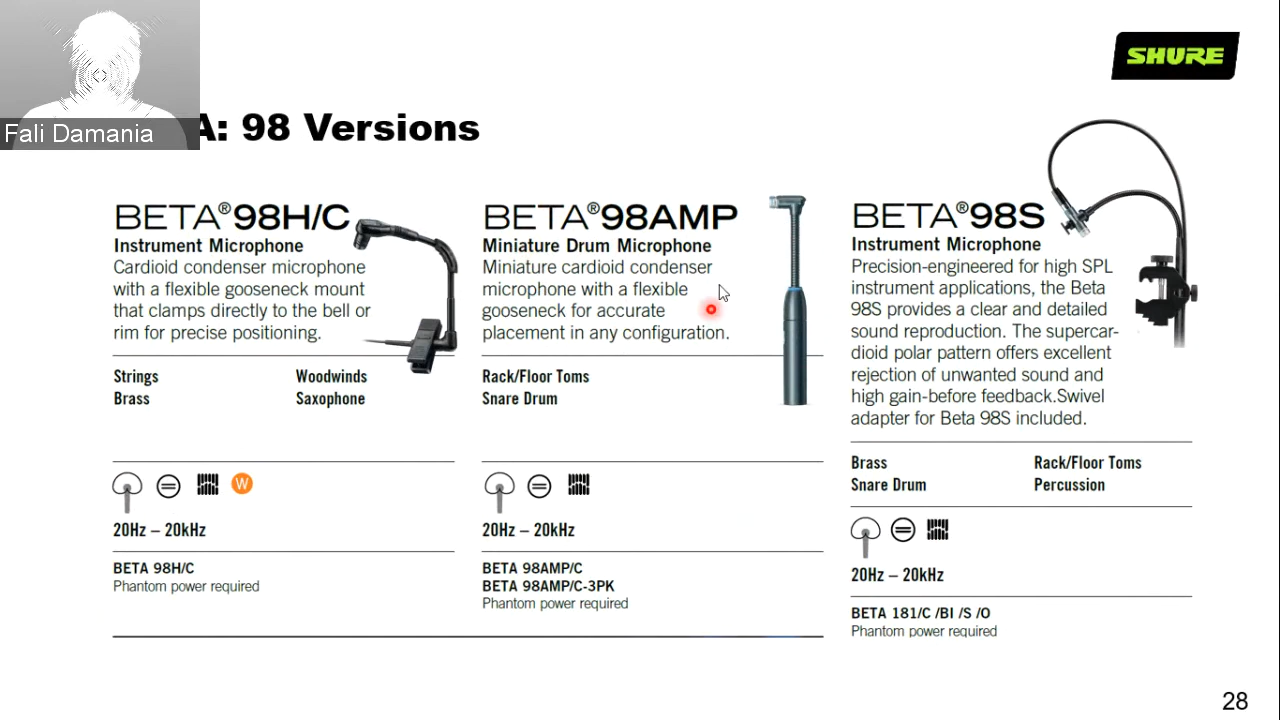 SHURE
Fali Damania
A: 98 Versions
BETA®98H/C
Instrument Microphone
Cardioid condenser microphone
with a flexible gooseneck mount
that clamps directly to the bell or
rim for precise positioning.
Strings
Woodwinds
Brass
Saxophone
W
20Hz – 20kHz
BETA 98H/C
Phantom power required
BETA®98AMP
Miniature Drum Microphone
Miniature cardioid condenser
microphone with a flexible
gooseneck for accurate
placement in any configuration.
Rack/Floor Toms
Snare Drum
20Hz – 20kHz
BETA 98AMP/C
BETA 98AMP/C-3PK
Phantom power required
BETA®98S
Instrument Microphone
Precision-engineered for high SPL
instrument applications, the Beta
98S provides a clear and detailed
sound reproduction. The supercar-
dioid polar pattern offers excellent
rejection of unwanted sound and
high gain-before feedback.Swivel
adapter for Beta 98S included.
Brass
Rack/Floor Toms
Snare Drum
Percussion
20Hz – 20kHz
BETA 181/C /BI /S /O
Phantom power required
28